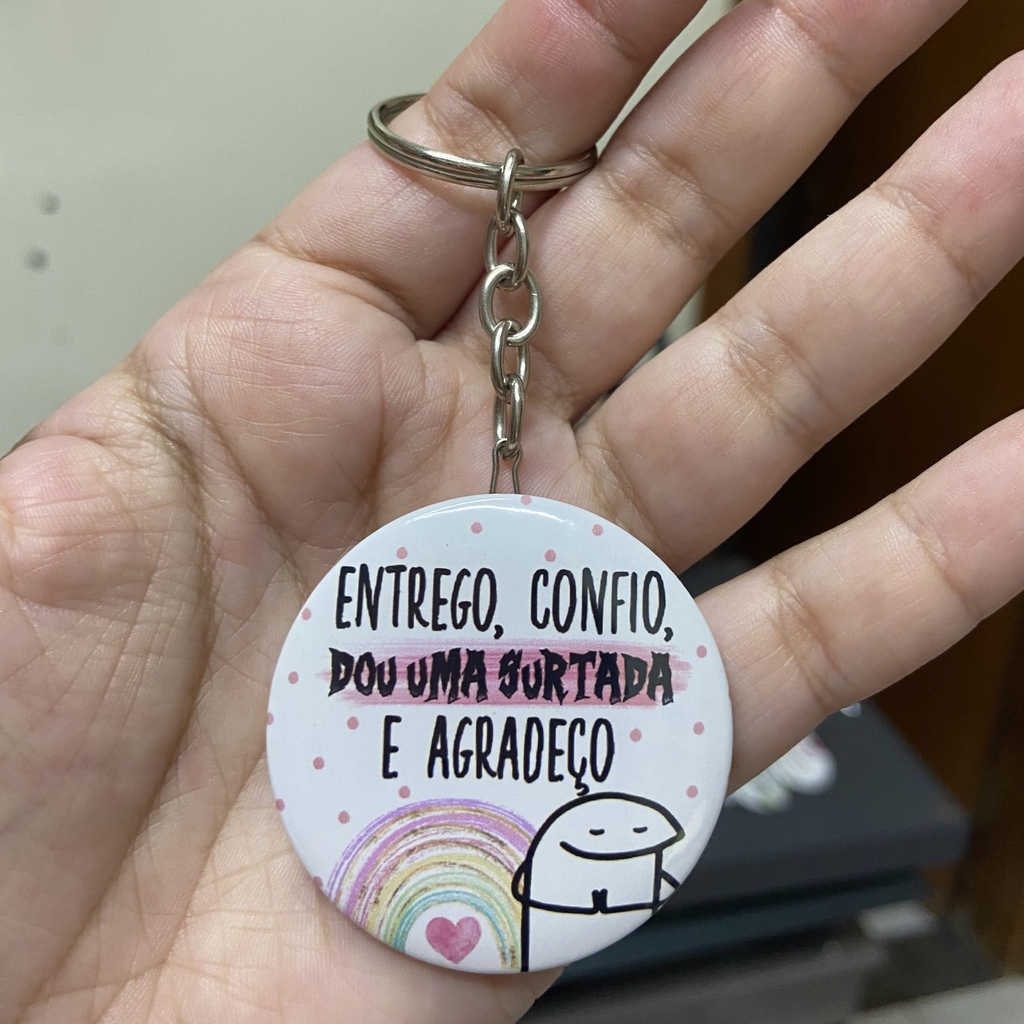 ENTREGO, CONFIO,
DOU UMA SURTADA
E AGRADEÇO